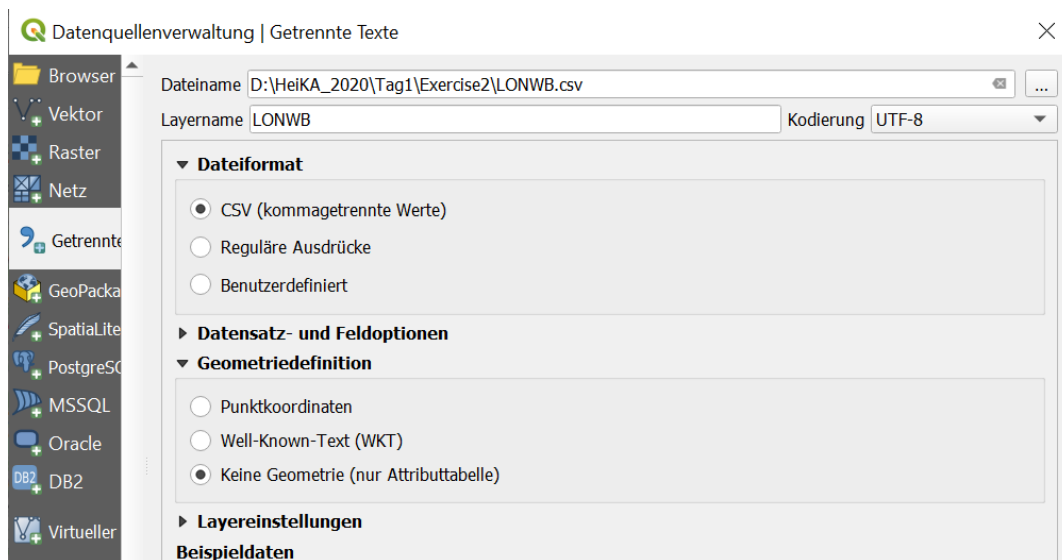 Datenquellenverwaltung | Getrennte Texte
Browser
Vektor
Raster
Netz
Getrennte
GeoPacka
SpatiaLite
PostgreSQ
MSSQL
Oracle
DB2
DB2
Virtueller
Dateiname D:\HeiKA_2020\Tag1\Exercise2\LONWB.csv ...
Layername LONWB Kodierung UTF-8
Dateiformat
CSV (kommagetrennte Werte)
Reguläre Ausdrücke
Benutzerdefiniert
Datensatz- und Feldoptionen
Geometriedefinition
Punktkoordinaten
Well-Known-Text (WKT)
Keine Geometrie (nur Attributtabelle)
Layereinstellungen
Beispieldaten